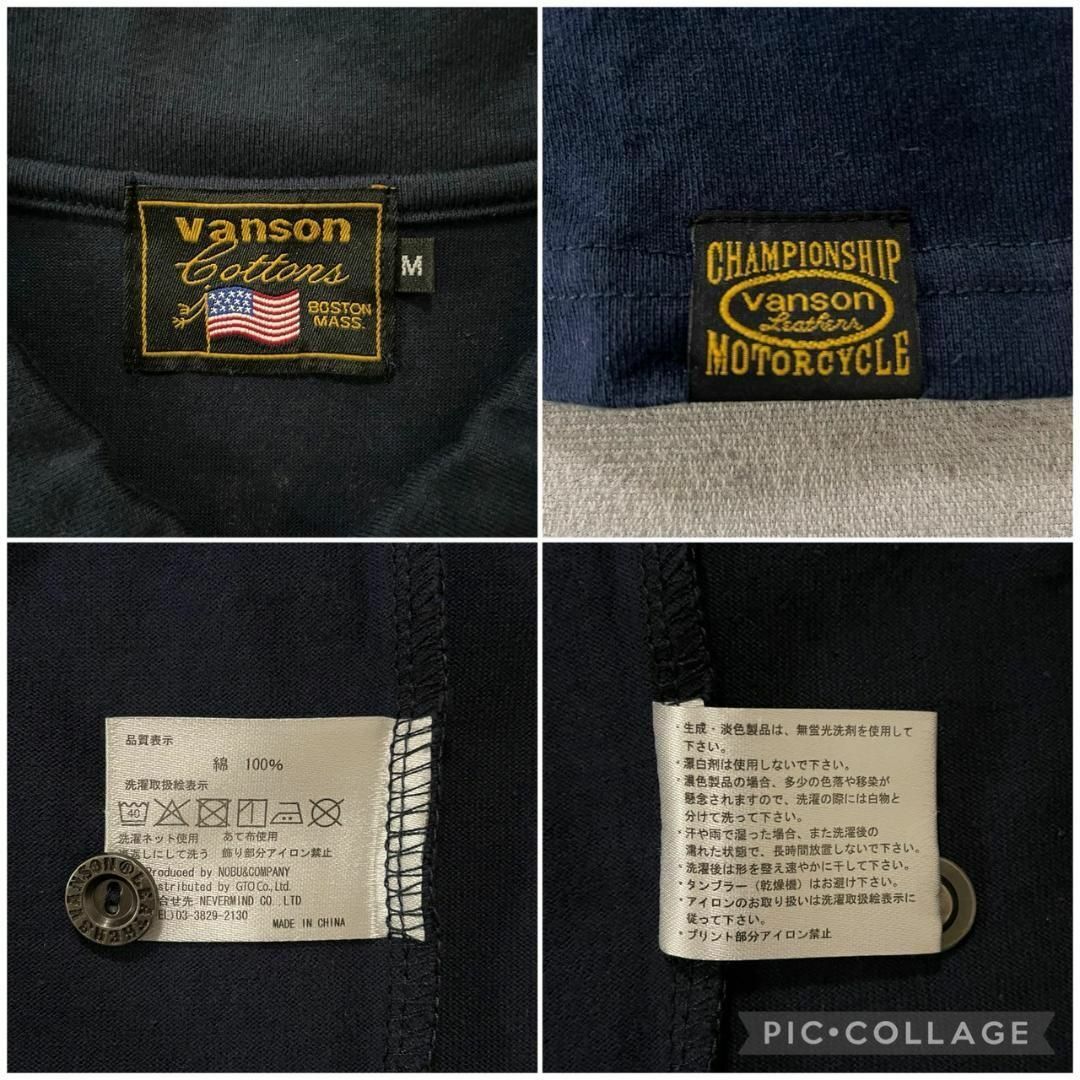 vanson
Cottons
BOSTON
MASS.
M
CHAMPIONSHIP
vanson
Leathers
MOTORCYCLE
品質表示
綿 100%
洗濯取扱絵表示
40
洗濯ネット使用 あて布使用
返しにして洗う 飾り部分アイロン禁止
Produced by NOBU&COMPANY
Distributed by GTO Co., Ltd.
合せ先 NEVERMIND CO. LTD
TEL)03-3829-2130
MADE IN CHINA
・生成・淡色製品は、無蛍光洗剤を使用して
下さい。
・漂白剤は使用しないで下さい。
・濃色製品の場合、多少の色落や移染が
懸念されますので、洗濯の際には白物と
分けて洗って下さい。
・汗や雨で湿った場合、また洗濯後の
濡れた状態で、長時間放置しないで下さい。
・洗濯後は形を整え速やかに干して下さい。
・タンブラー(乾燥機)はお避け下さい。
・アイロンのお取り扱いは洗濯取扱絵表示に
従って下さい。
・プリント部分アイロン禁止
PIC•COLLAGE